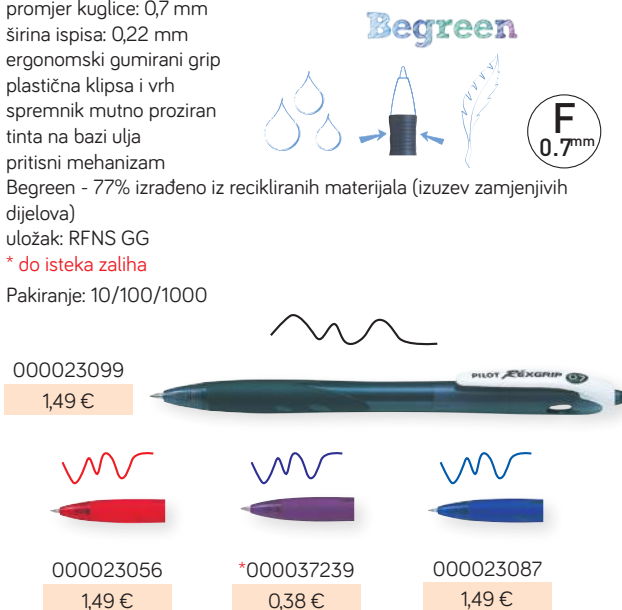 promjer kuglice: 0,7 mm
širina ispisa: 0,22 mm
ergonomski gumirani grip
plastična klipsa i vrh
spremnik mutno proziran
tinta na bazi ulja
pritisni mehanizam
Begreen - 77% izrađeno iz recikliranih materijala (izuzev zamjenjivih
dijelova)
uložak: RFNS GG
* do isteka zaliha
Pakiranje: 10/100/1000
Begreen
F
0.7mm
000023099
1,49 €
PILOT REXGRIP 0.7
000023056
1,49 €
*000037239
0,38 €
000023087
1,49 €